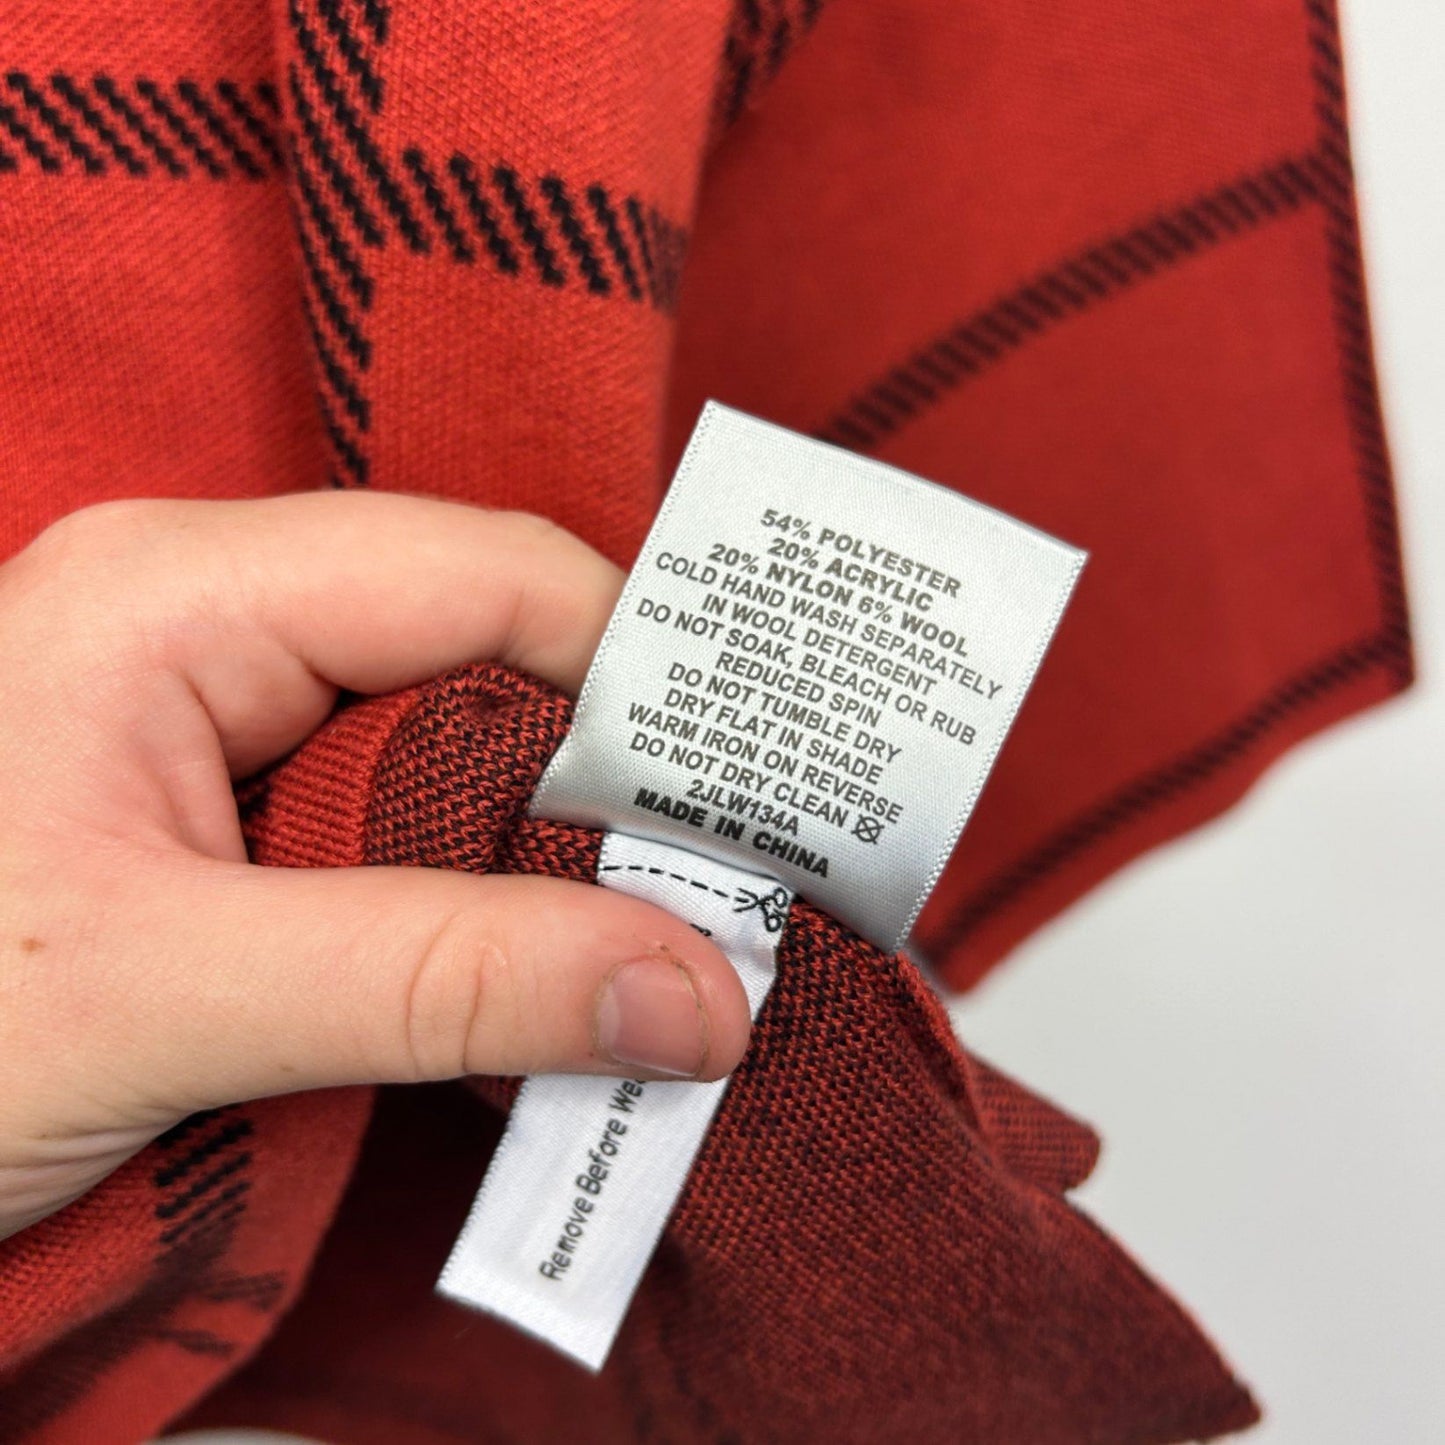 54% POLYESTER
20% ACRYLIC
20% NYLON 6% WOOL
COLD HAND WASH SEPARATELY
IN WOOL DETERGENT
DO NOT SOAK, BLEACH OR RUB
REDUCED SPIN
DO NOT TUMBLE DRY
DRY FLAT IN SHADE
WARM IRON ON REVERSE
DO NOT DRY CLEAN
2JLW134A
MADE IN CHINA
Remove Before